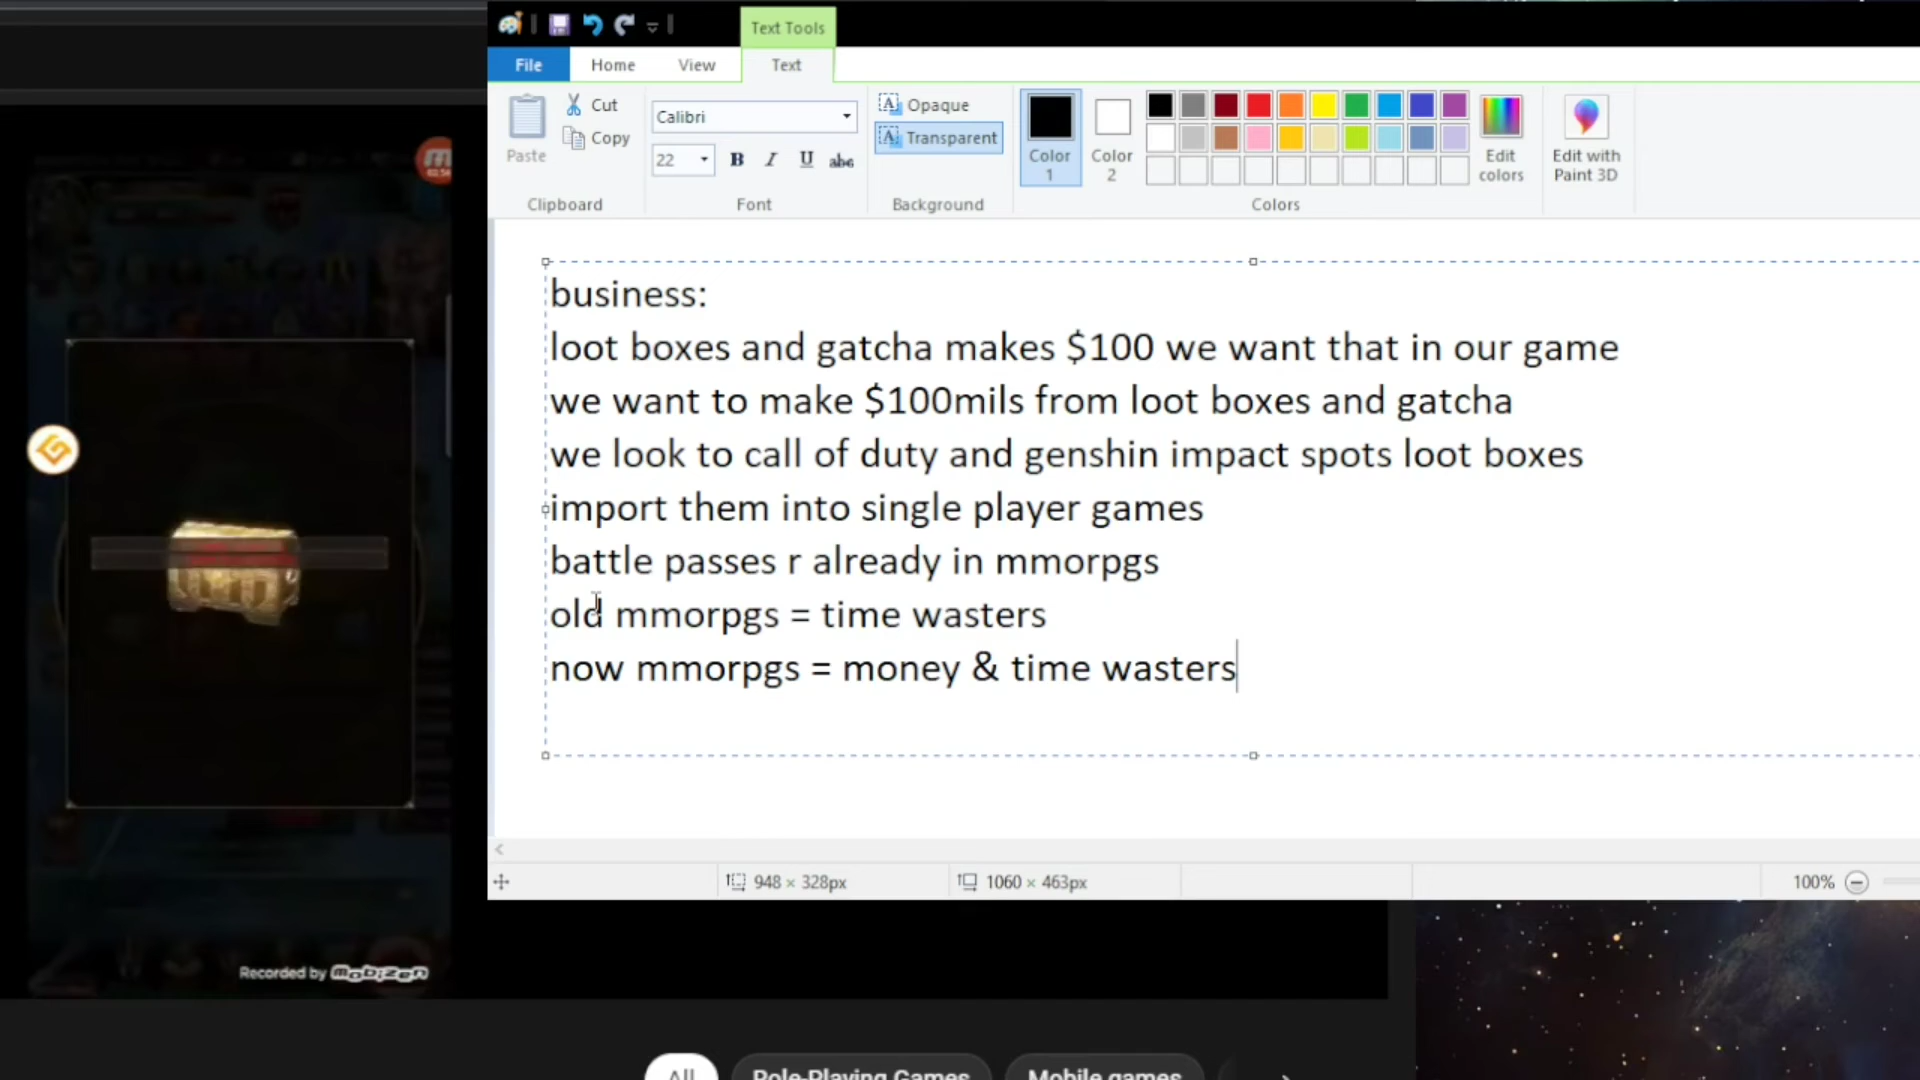 Text Tools
File Home View Text
Paste Cut Copy
Calibri
22 B I U abc
Opaque
Transparent
Color 1
Color 2
Edit colors
Edit with Paint 3D
Clipboard Font Background Colors
business:
loot boxes and gatcha makes $100 we want that in our game
we want to make $100mils from loot boxes and gatcha
we look to call of duty and genshin impact spots loot boxes
import them into single player games
battle passes r already in mmorpgs
old mmorpgs = time wasters
now mmorpgs = money & time wasters
948 × 328px 1060 × 463px 100%
Recorded by mobizen
All Role-Playing Games Mobile games